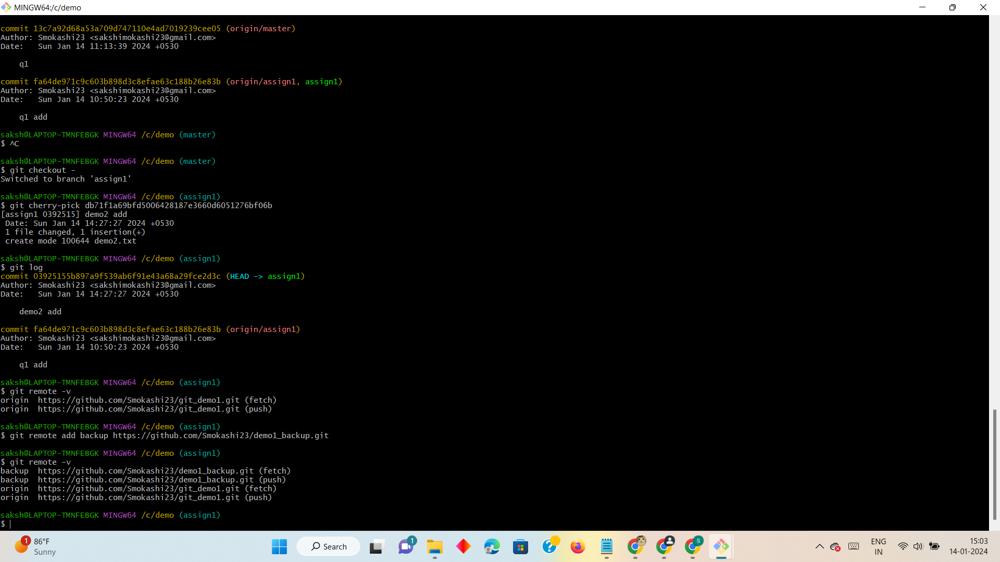 MINGW64:/c/demo
commit 13c7a92d68a53a709d747110e4ad7019239cee05 (origin/master)
Author: Smokashi23 <sakshimokashi23@gmail.com>
Date:   Sun Jan 14 11:13:39 2024 +0530
    q1
commit fa64de971c9c603b898d3c8efae63c188b26e83b (origin/assign1, assign1)
Author: Smokashi23 <sakshimokashi23@gmail.com>
Date:   Sun Jan 14 10:50:23 2024 +0530
    q1 add
saksh@LAPTOP-TMNFEBGK MINGW64 /c/demo (master)
$ ^C
saksh@LAPTOP-TMNFEBGK MINGW64 /c/demo (master)
$ git checkout -
Switched to branch 'assign1'
saksh@LAPTOP-TMNFEBGK MINGW64 /c/demo (assign1)
$ git cherry-pick db71f1a69bfd5006428187e3660d6051276bf06b
[assign1 0392515] demo2 add
 Date: Sun Jan 14 14:27:27 2024 +0530
 1 file changed, 1 insertion(+)
 create mode 100644 demo2.txt
saksh@LAPTOP-TMNFEBGK MINGW64 /c/demo (assign1)
$ git log
commit 03925155b897a9f539ab6f91e43a68a29fce2d3c (HEAD -> assign1)
Author: Smokashi23 <sakshimokashi23@gmail.com>
Date:   Sun Jan 14 14:27:27 2024 +0530
    demo2 add
commit fa64de971c9c603b898d3c8efae63c188b26e83b (origin/assign1)
Author: Smokashi23 <sakshimokashi23@gmail.com>
Date:   Sun Jan 14 10:50:23 2024 +0530
    q1 add
saksh@LAPTOP-TMNFEBGK MINGW64 /c/demo (assign1)
$ git remote -v
origin  https://github.com/Smokashi23/git_demo1.git (fetch)
origin  https://github.com/Smokashi23/git_demo1.git (push)
saksh@LAPTOP-TMNFEBGK MINGW64 /c/demo (assign1)
$ git remote add backup https://github.com/Smokashi23/demo1_backup.git
saksh@LAPTOP-TMNFEBGK MINGW64 /c/demo (assign1)
$ git remote -v
backup  https://github.com/Smokashi23/demo1_backup.git (fetch)
backup  https://github.com/Smokashi23/demo1_backup.git (push)
origin  https://github.com/Smokashi23/git_demo1.git (fetch)
origin  https://github.com/Smokashi23/git_demo1.git (push)
saksh@LAPTOP-TMNFEBGK MINGW64 /c/demo (assign1)
$
1
86°F
Sunny
Search
1
S
ENG
IN
15:03
14-01-2024